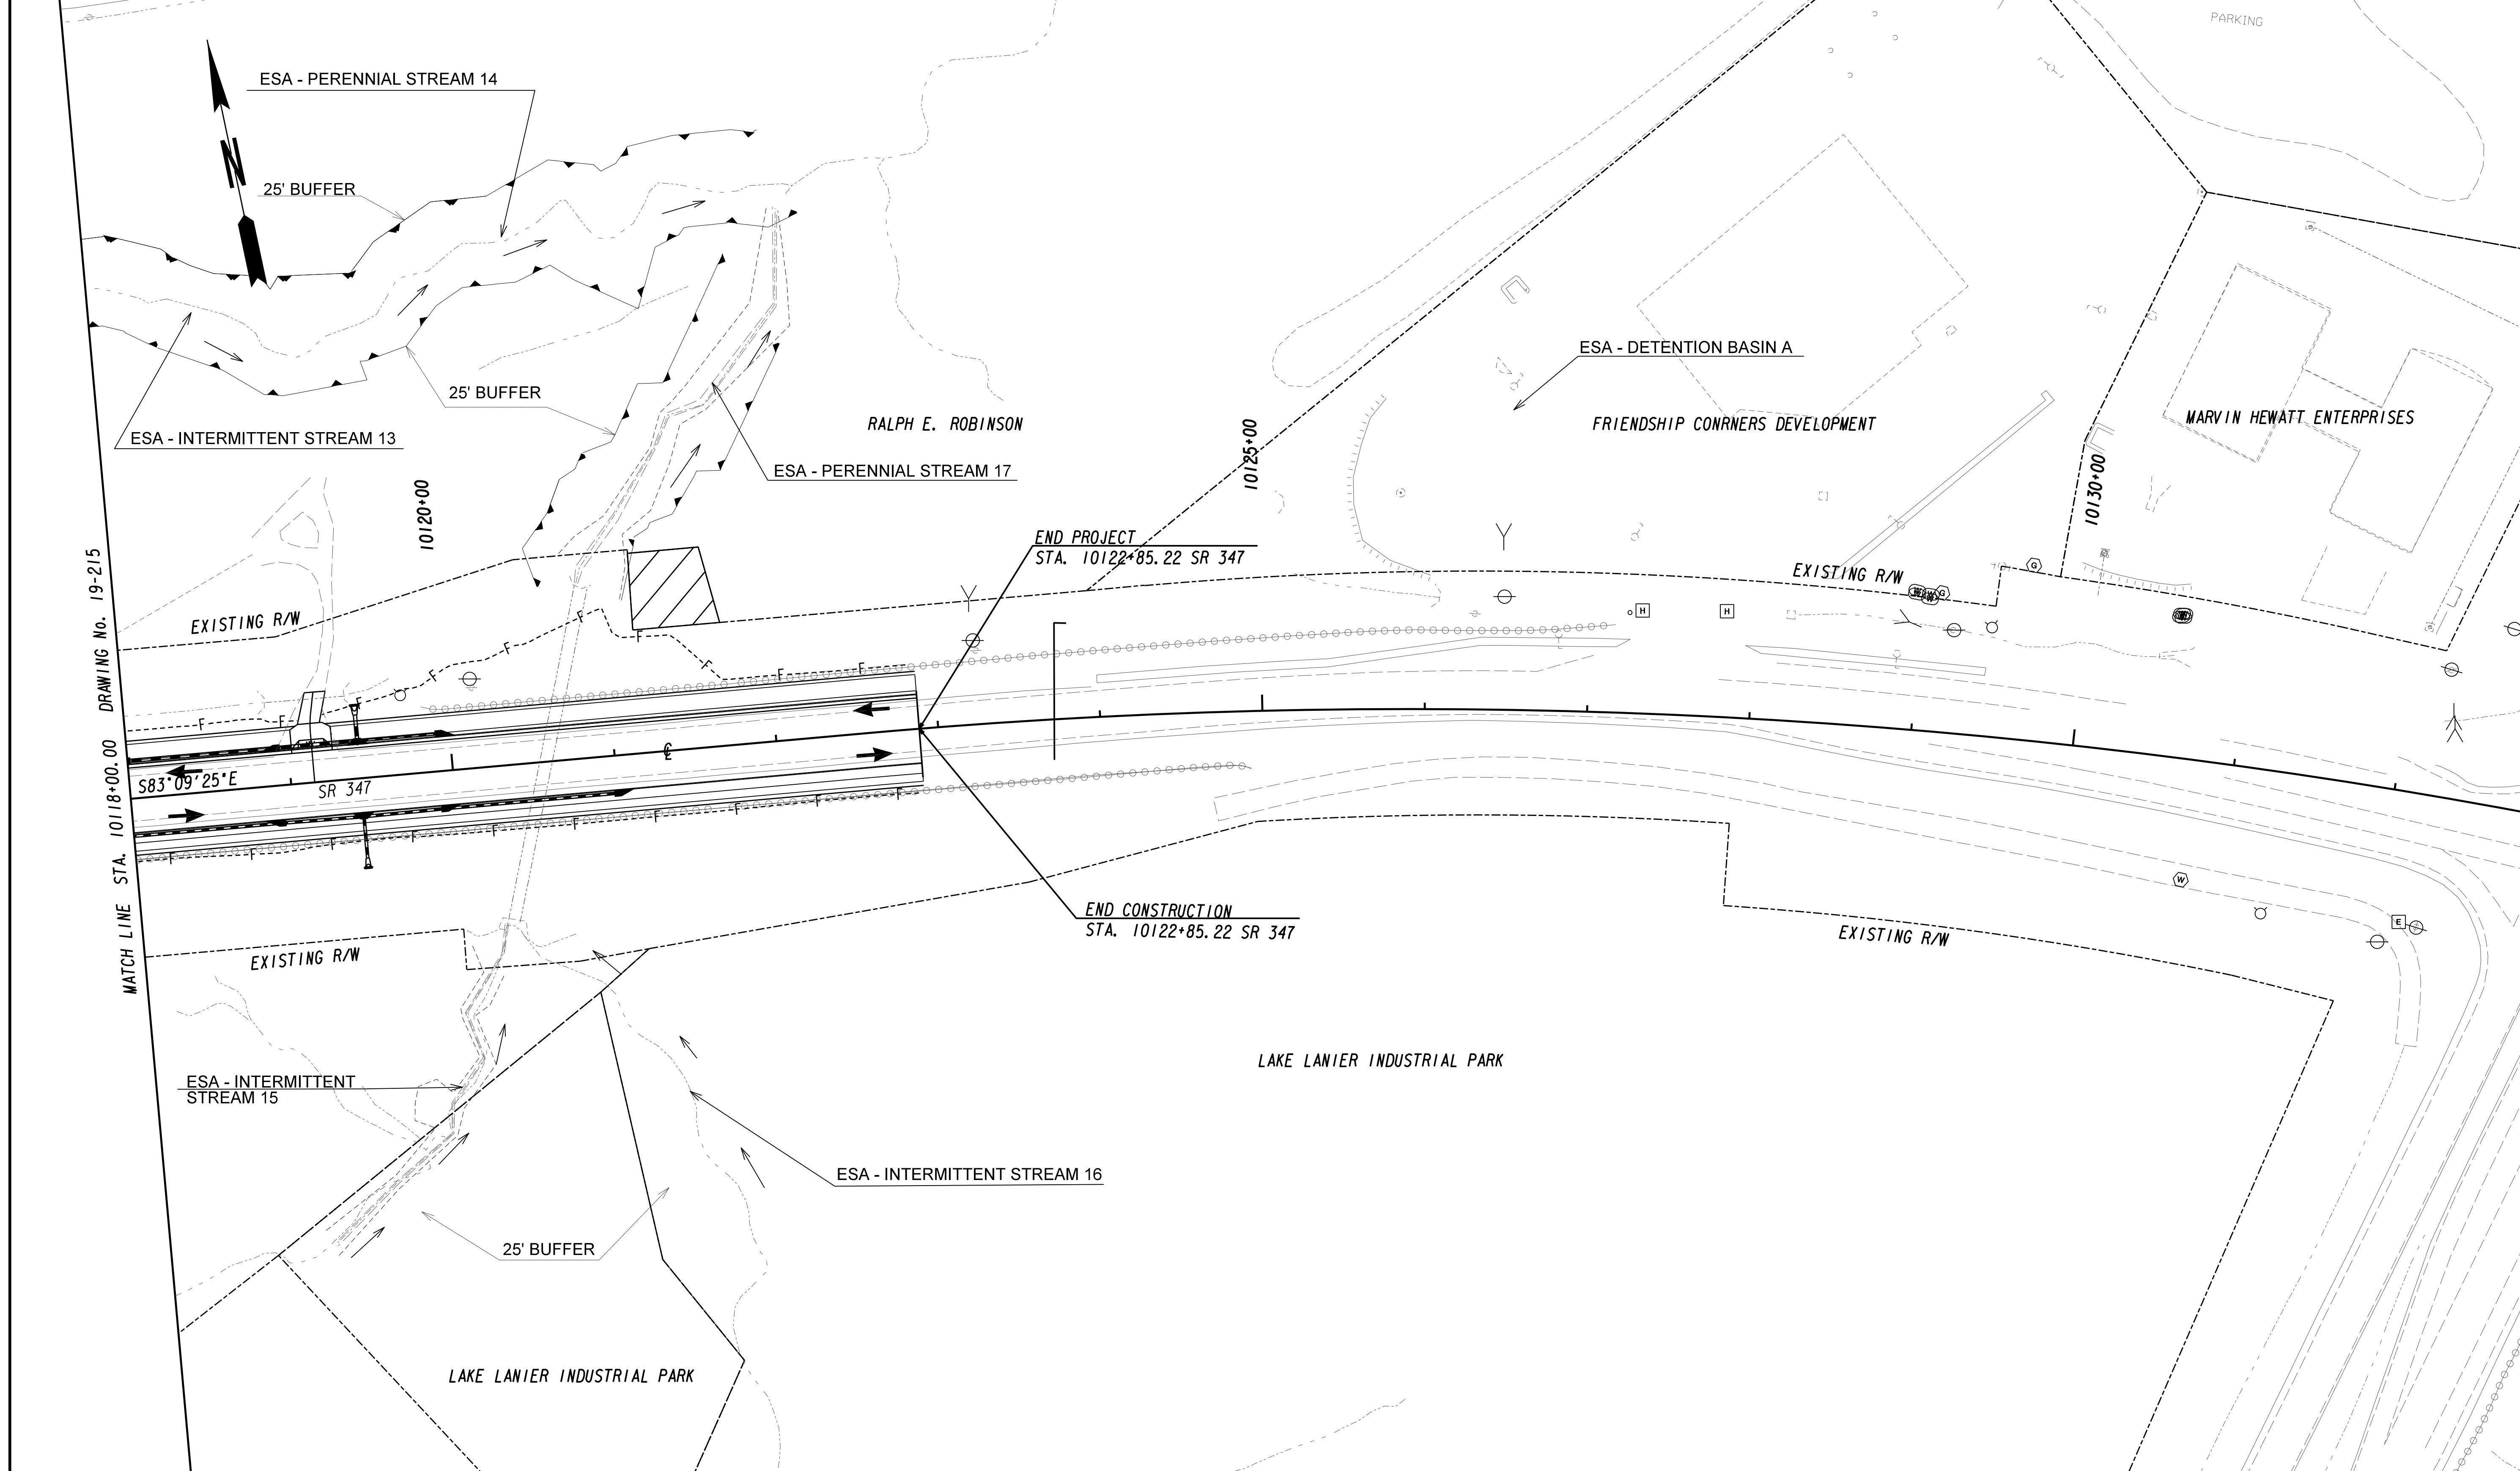 PARKING
ESA - PERENNIAL STREAM 14
N
25' BUFFER
ESA - DETENTION BASIN A
25' BUFFER
RALPH E. ROBINSON
FRIENDSHIP CONRNERS DEVELOPMENT
MARVIN HEWATT ENTERPRISES
ESA - INTERMITTENT STREAM 13
ESA - PERENNIAL STREAM 17
10120+00
10125+00
10130+00
END PROJECT
STA. 10122+85.22 SR 347
EXISTING R/W
EXISTING R/W
G
G
W
H
H
F
F
F
F
F
F
F
F
F
MATCH LINE STA. 10118+00.00 DRAWING No. 19-215
S83°09'25"E
SR 347
℄
F
F
F
F
F
F
F
F
F
F
W
E
END CONSTRUCTION
STA. 10122+85.22 SR 347
EXISTING R/W
EXISTING R/W
LAKE LANIER INDUSTRIAL PARK
ESA - INTERMITTENT
STREAM 15
ESA - INTERMITTENT STREAM 16
25' BUFFER
LAKE LANIER INDUSTRIAL PARK